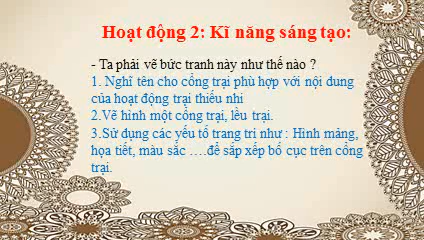 Hoạt động 2: Kĩ năng sáng tạo:
- Ta phải vẽ bức tranh này như thế nào ?
1. Nghĩ tên cho cổng trại phù hợp với nội dung
của hoạt động trại thiếu nhi
2.Vẽ hình một cổng trại, lều trại.
3.Sử dụng các yếu tố trang trí như : Hình mảng,
họa tiết, màu sắc ….để sắp xếp bố cục trên cổng
trại.